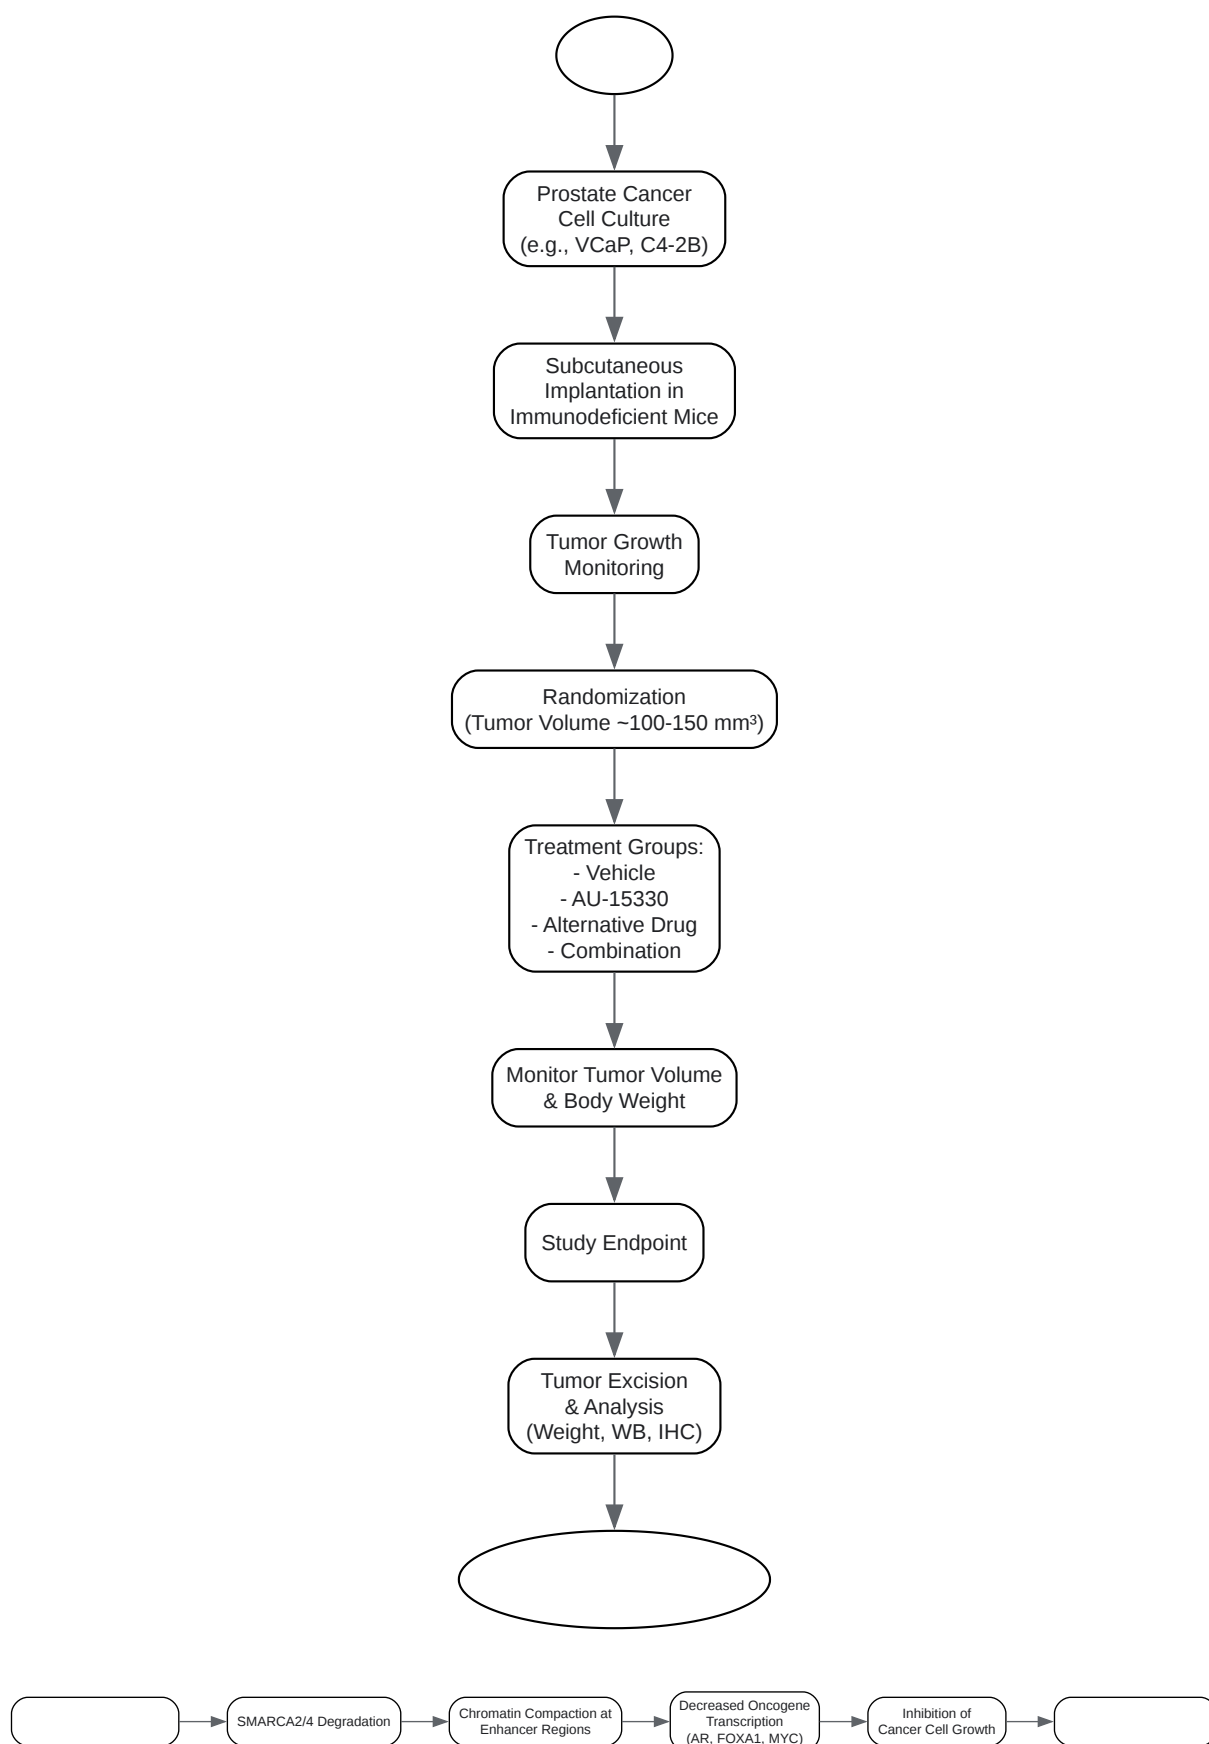 Prostate Cancer
Cell Culture
(e.g., VCaP, C4-2B)
Subcutaneous
Implantation in
Immunodeficient Mice
Tumor Growth
Monitoring
Randomization
(Tumor Volume ~100-150 mm³)
Treatment Groups:
- Vehicle
- AU-15330
- Alternative Drug
- Combination
Monitor Tumor Volume
& Body Weight
Study Endpoint
Tumor Excision
& Analysis
(Weight, WB, IHC)
SMARCA2/4 Degradation
Chromatin Compaction at
Enhancer Regions
Decreased Oncogene
Transcription
(AR, FOXA1, MYC)
Inhibition of
Cancer Cell Growth